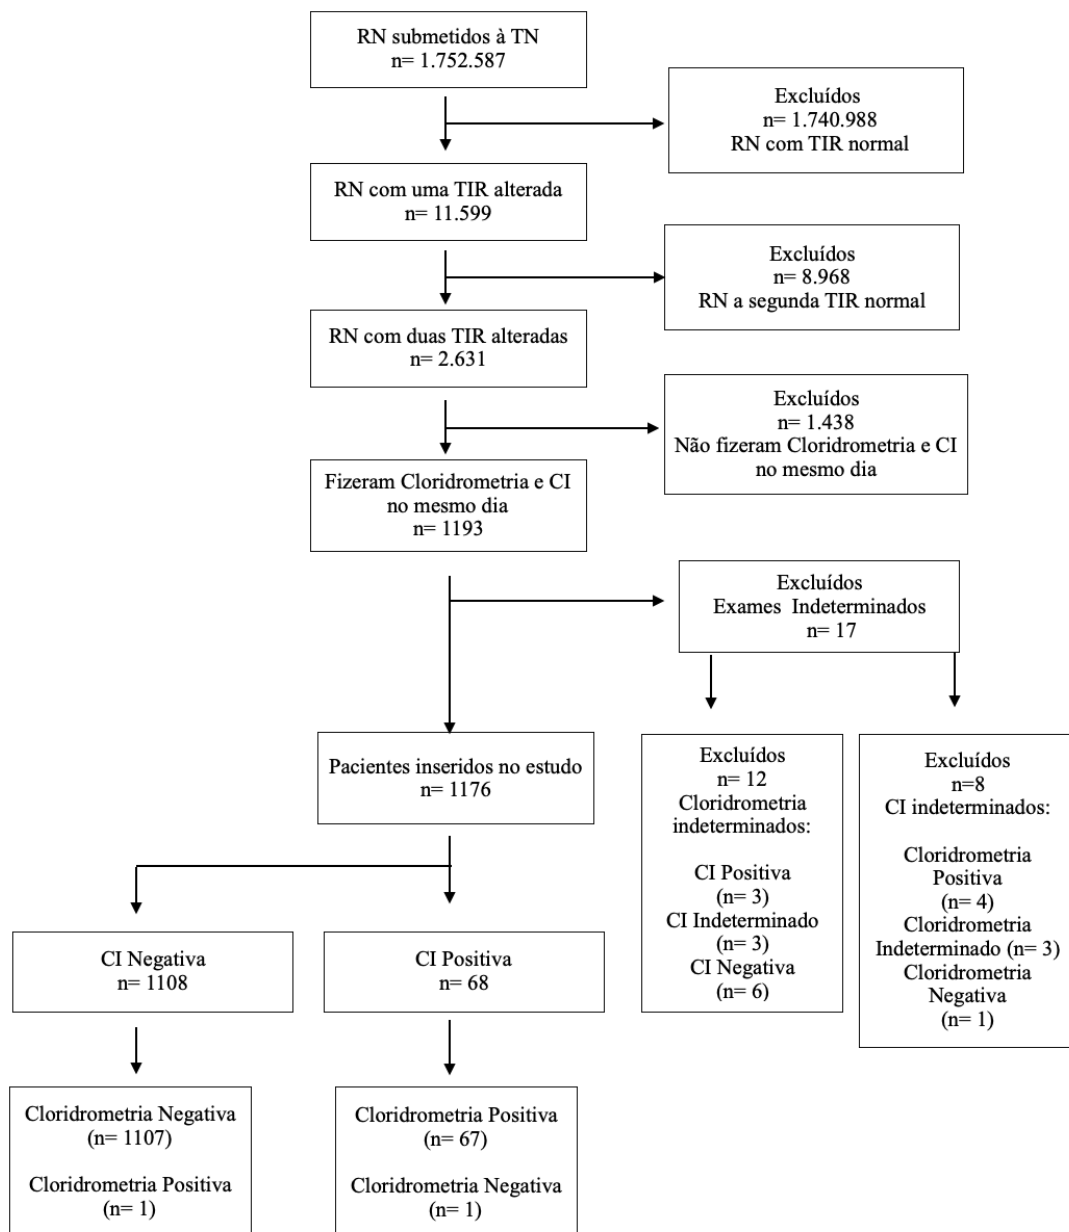 RN submetidos à TN
n= 1.752.587
Excluídos
n= 1.740.988
RN com TIR normal
RN com uma TIR alterada
n= 11.599
Excluídos
n= 8.968
RN a segunda TIR normal
RN com duas TIR alteradas
n= 2.631
Excluídos
n= 1.438
Não fizeram Cloridrometria e CI
no mesmo dia
Fizeram Cloridrometria e CI
no mesmo dia
n= 1193
Excluídos
Exames Indeterminados
n= 17
Pacientes inseridos no estudo
n= 1176
Excluídos
n= 12
Cloridrometria
indeterminados:
CI Positiva
(n= 3)
CI Indeterminado
(n= 3)
CI Negativa
(n= 6)
Excluídos
n=8
CI indeterminados:
Cloridrometria
Positiva
(n= 4)
Cloridrometria
Indeterminado (n= 3)
Cloridrometria
Negativa
(n= 1)
CI Negativa
n= 1108
CI Positiva
n= 68
Cloridrometria Negativa
(n= 1107)
Cloridrometria Positiva
(n= 1)
Cloridrometria Positiva
(n= 67)
Cloridrometria Negativa
(n= 1)